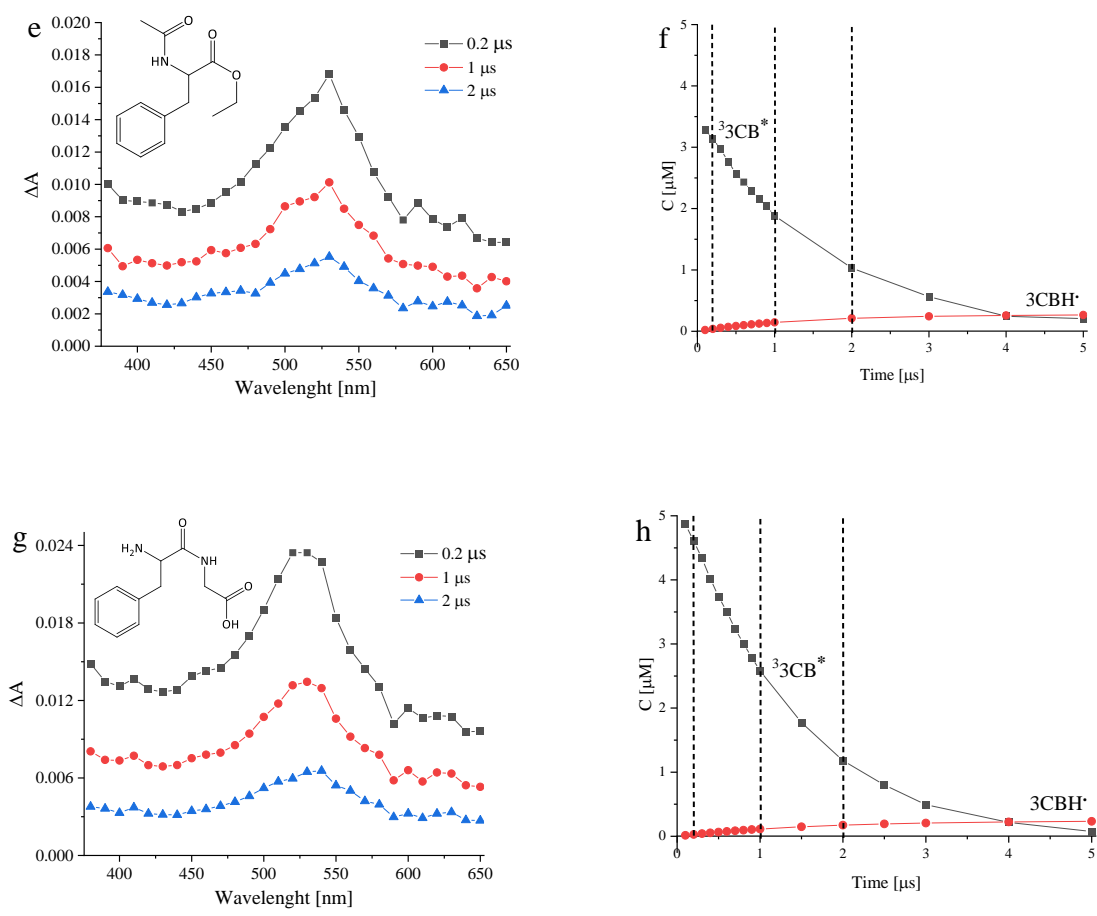 e
0.020
0.018
0.016
0.014
0.012
0.010
0.008
0.006
0.004
0.002
0.000
ΔA
400 450 500 550 600 650
Wavelenght [nm]
0.2 μs
1 μs
2 μs
O
HN
O
O
f
5
4
3
2
1
0
C [μM]
0 1 2 3 4 5
Time [μs]
³3CB*
3CBH·
g
0.024
0.018
0.012
0.006
0.000
ΔA
400 450 500 550 600 650
Wavelenght [nm]
0.2 μs
1 μs
2 μs
O
H₂N
NH
O
OH
h
5
4
3
2
1
0
C [μM]
0 1 2 3 4 5
Time [μs]
³3CB*
3CBH·